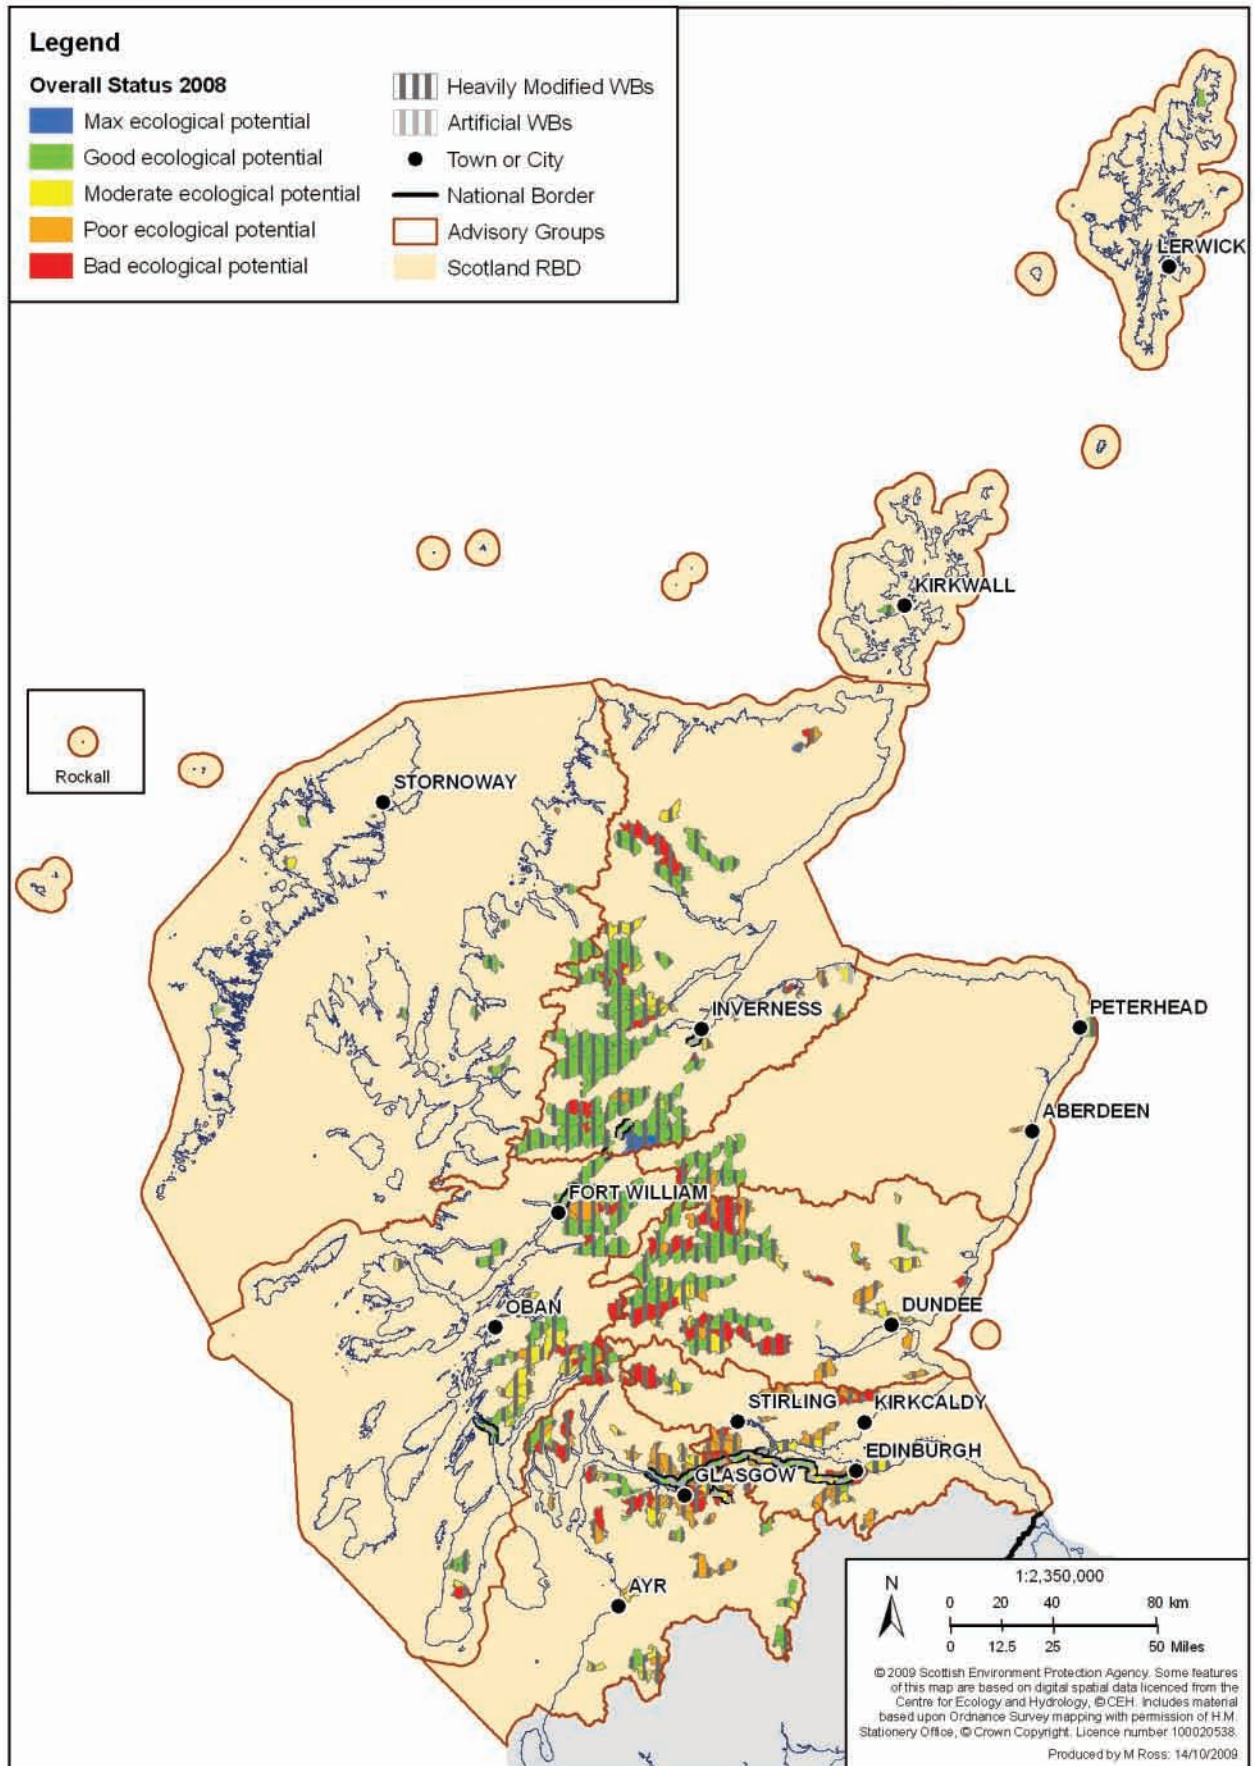 Legend
Overall Status 2008
Max ecological potential
Good ecological potential
Moderate ecological potential
Poor ecological potential
Bad ecological potential
Heavily Modified WBs
Artificial WBs
Town or City
National Border
Advisory Groups
Scotland RBD
LERWICK
KIRKWALL
Rockall
STORNOWAY
INVERNESS
PETERHEAD
ABERDEEN
FORT WILLIAM
OBAN
DUNDEE
STIRLING
KIRKCALDY
EDINBURGH
GLASGOW
AYR
N
1:2,350,000
0 20 40 80 km
0 12.5 25 50 Miles
© 2009 Scottish Environment Protection Agency. Some features
of this map are based on digital spatial data licenced from the
Centre for Ecology and Hydrology, © CEH. Includes material
based upon Ordnance Survey mapping with permission of H.M.
Stationery Office, © Crown Copyright. Licence number 100020538.
Produced by M Ross: 14/10/2009